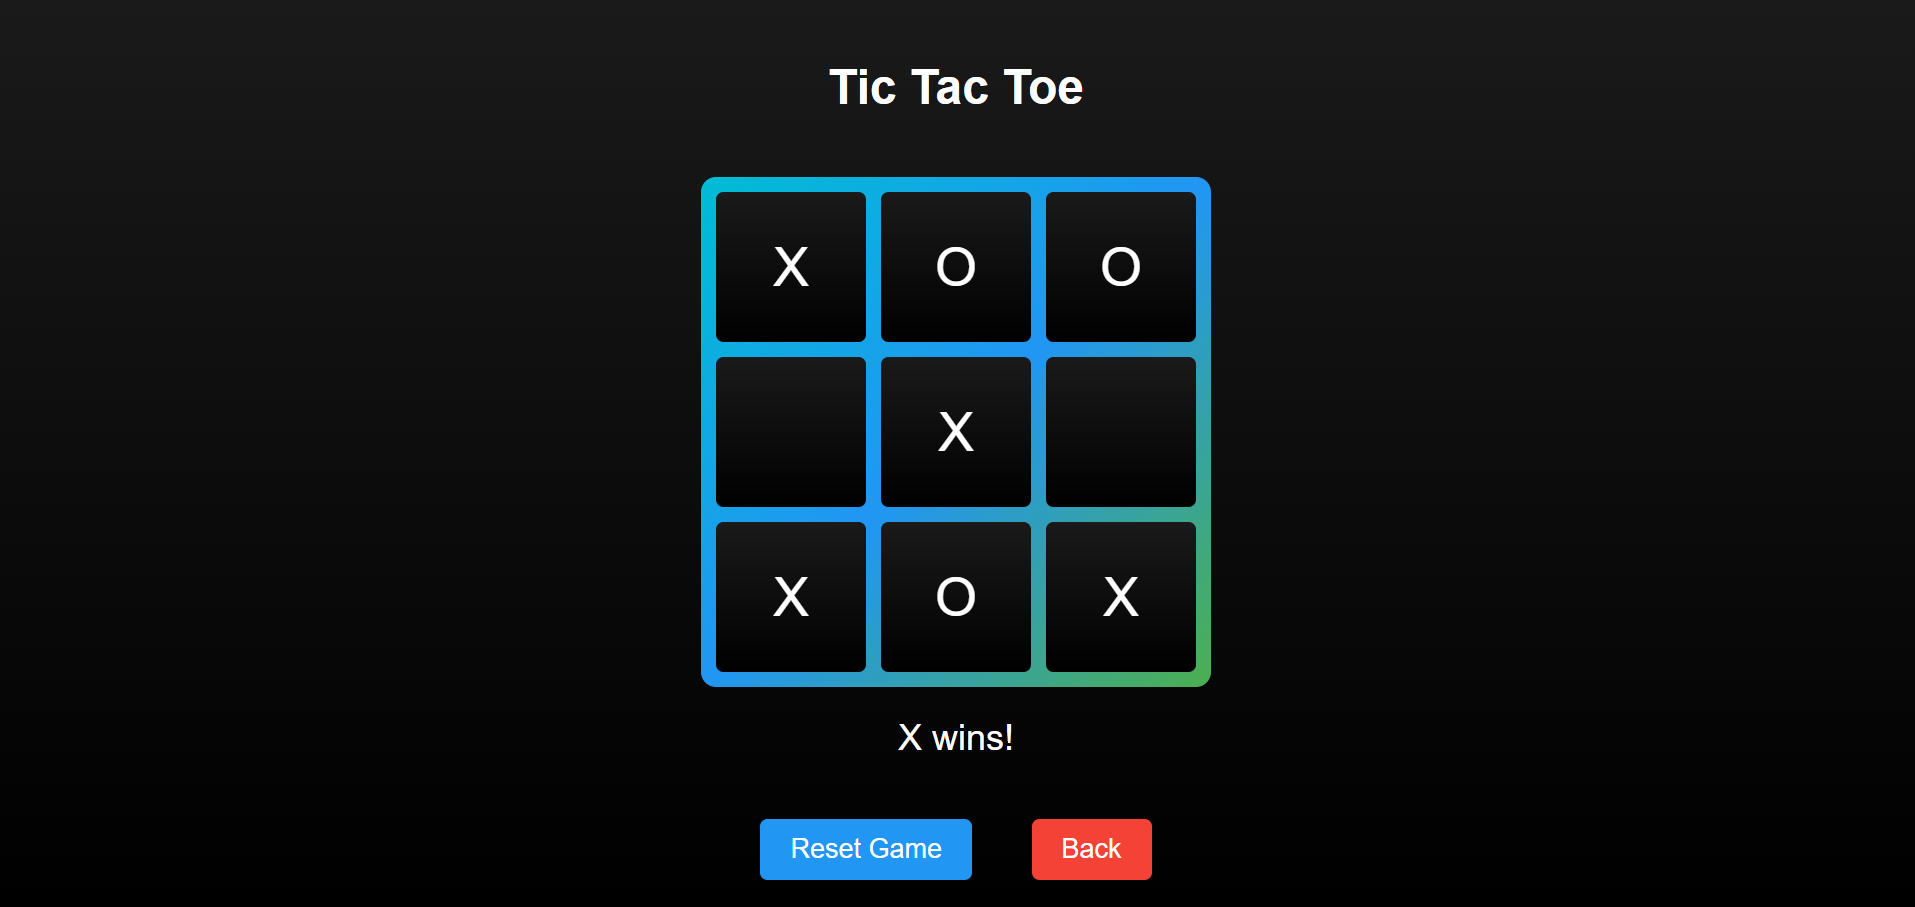 Tic Tac Toe
X O O
X
X O X
X wins!
Reset Game Back